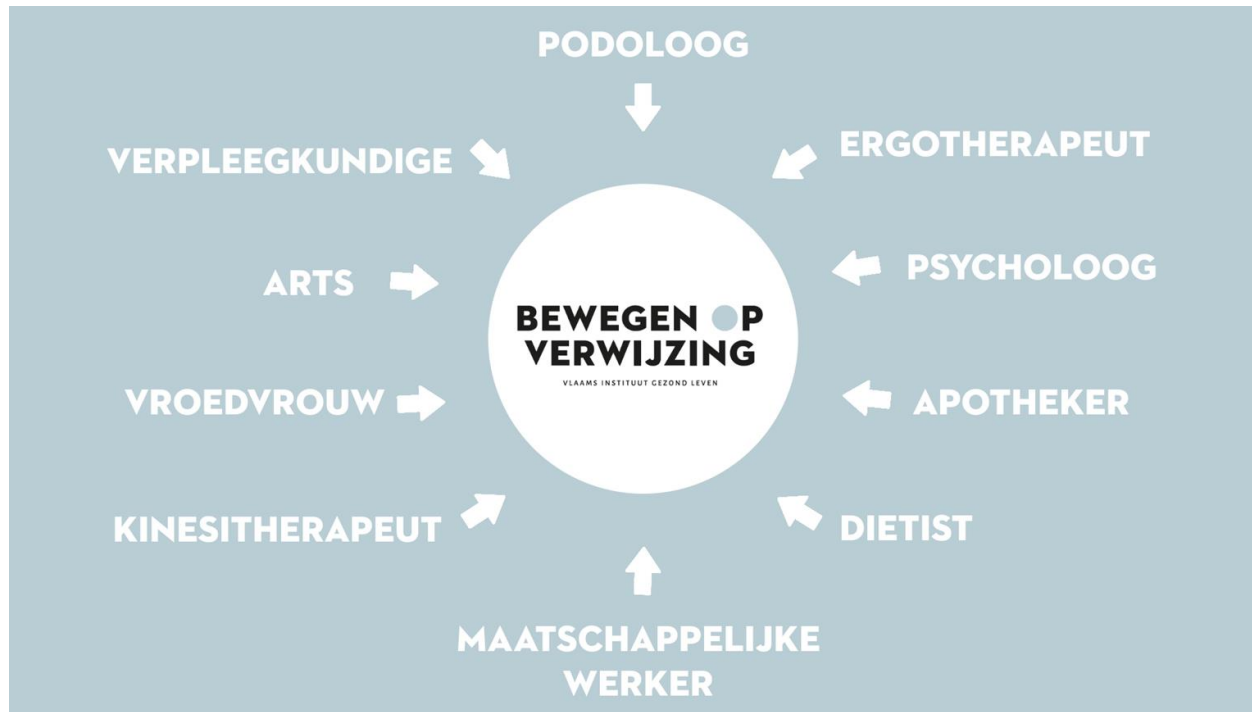 PODOLOOG
VERPLEEGKUNDIGE
ERGOTHERAPEUT
ARTS
PSYCHOLOOG
BEWEGEN OP
VERWIJZING
VLAAMS INSTITUUT GEZOND LEVEN
VROEDVROUW
APOTHEKER
KINESITHERAPEUT
DIETIST
MAATSCHAPPELIJKE
WERKER